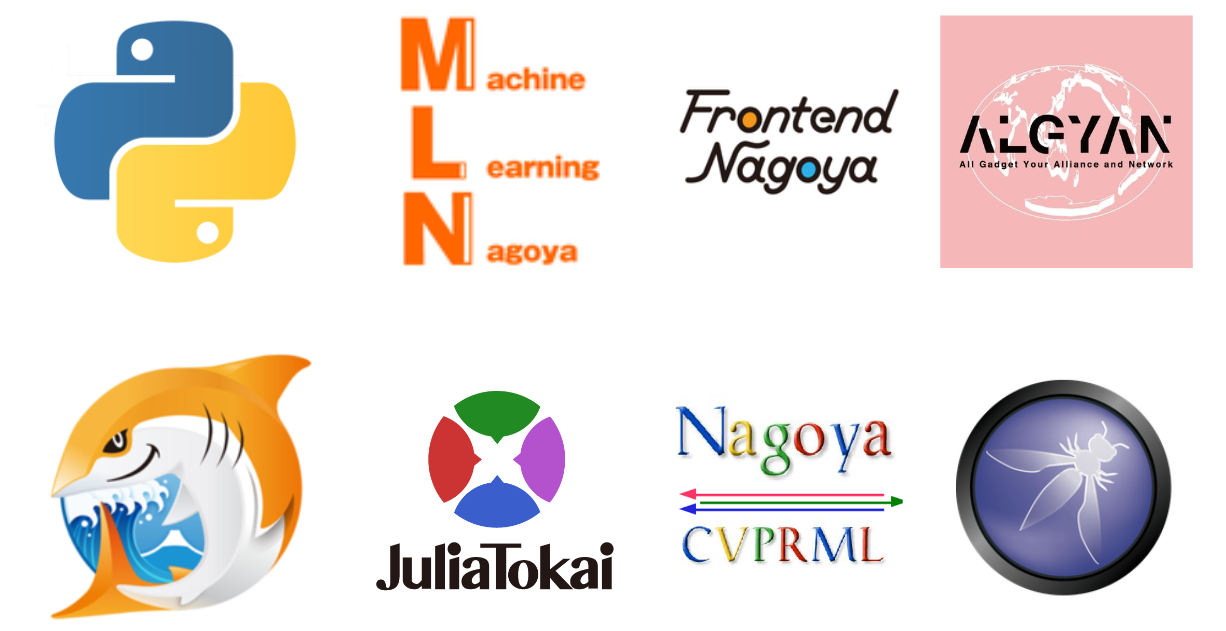 Machine
Learning
Nagoya
Frontend
Nagoya
ALGYAN
All Gadget Your Alliance and Network
JuliaTokai
Nagoya
CVPRML